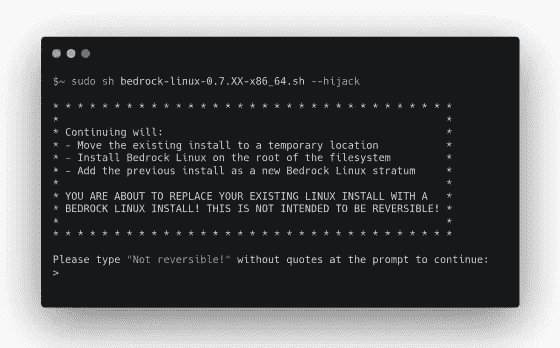 $~ sudo sh bedrock-linux-0.7.XX-x86_64.sh --hijack
* * * * * * * * * * * * * * * * * * * * * * * * * * * * * * * * *
*                                                               *
* Continuing will:                                              *
* - Move the existing install to a temporary location           *
* - Install Bedrock Linux on the root of the filesystem         *
* - Add the previous install as a new Bedrock Linux stratum     *
*                                                               *
* YOU ARE ABOUT TO REPLACE YOUR EXISTING LINUX INSTALL WITH A   *
* BEDROCK LINUX INSTALL! THIS IS NOT INTENDED TO BE REVERSIBLE! *
*                                                               *
* * * * * * * * * * * * * * * * * * * * * * * * * * * * * * * * *
Please type "Not reversible!" without quotes at the prompt to continue:
>